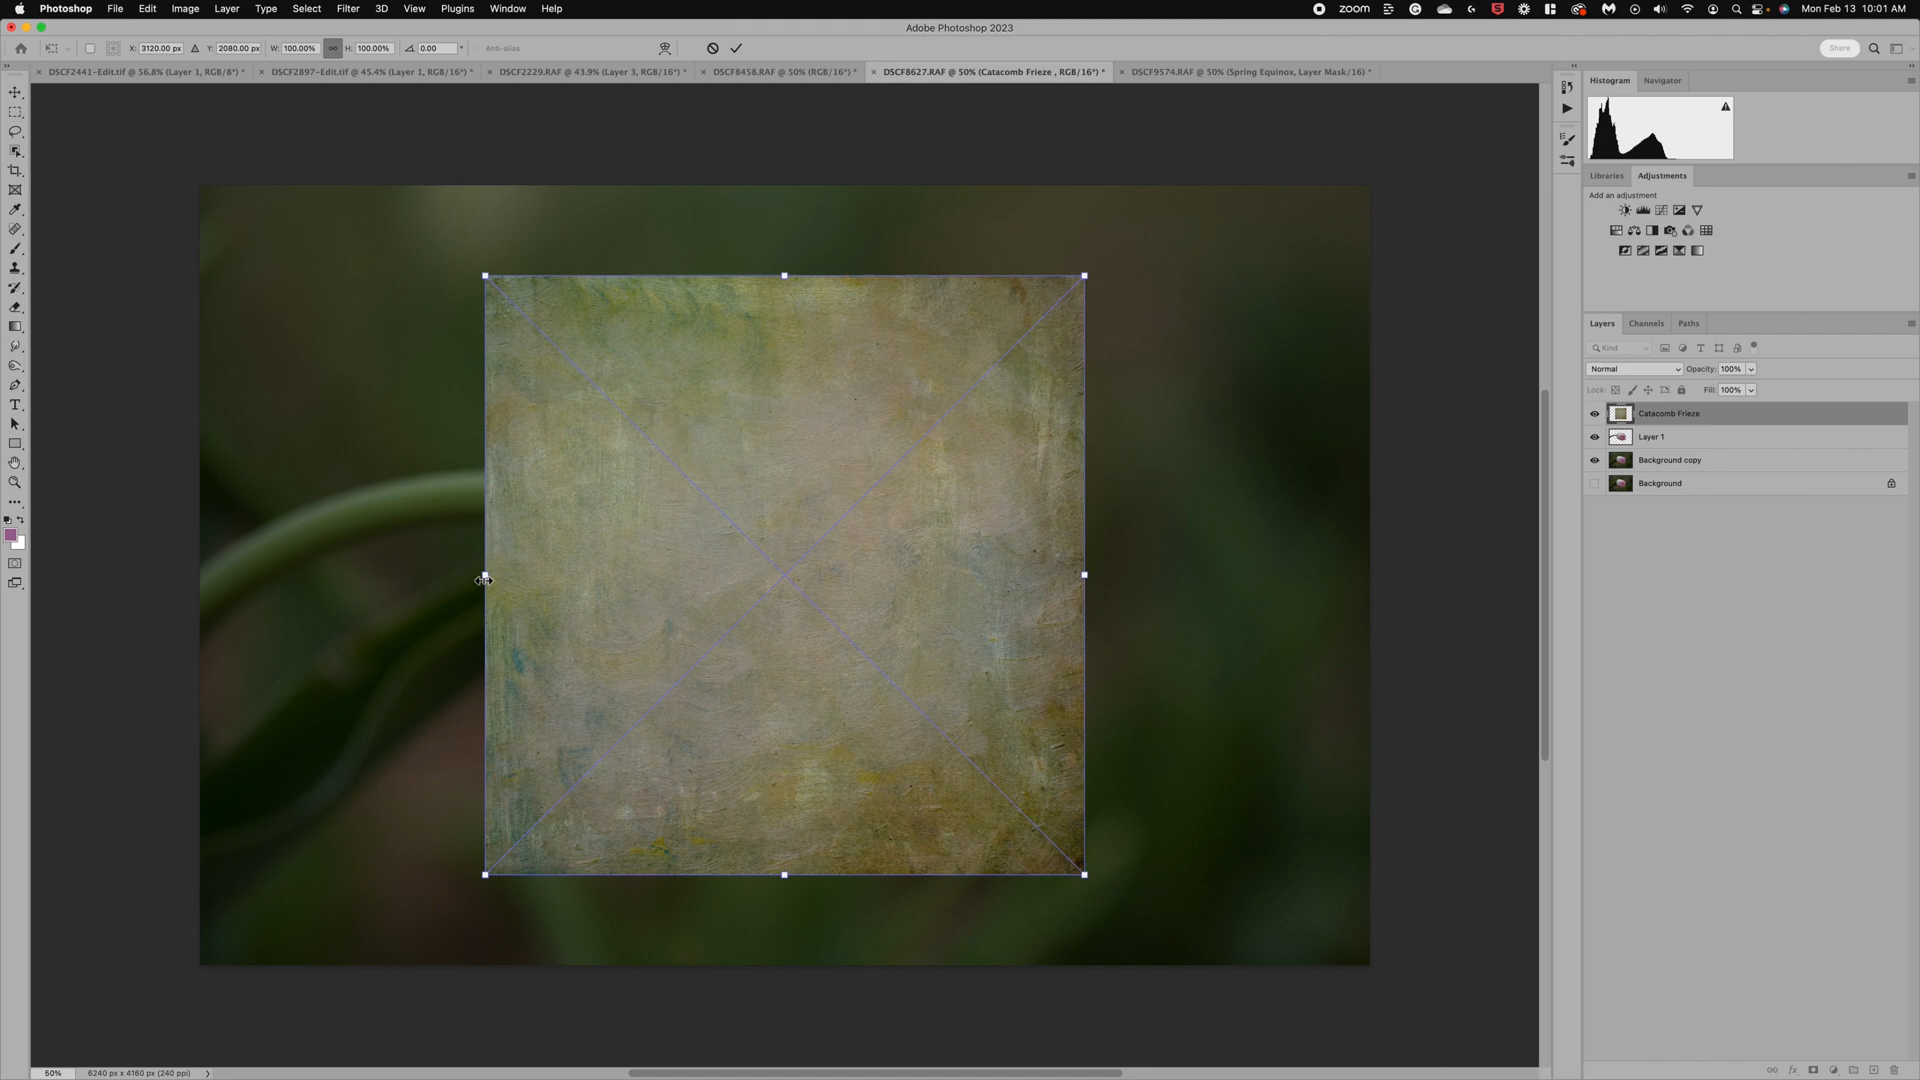 Photoshop File Edit Image Layer Type Select Filter 3D View Plugins Window Help zoom Mon Feb 13 10:01 AM
Adobe Photoshop 2023
X: 3120.00 px Y: 2080.00 px W: 100.00% H: 100.00% 0.00 ° Anti-alias Share
DSCF2441-Edit.tif @ 56.8% (Layer 1, RGB/8*) * DSCF2897-Edit.tif @ 45.4% (Layer 1, RGB/16*) * DSCF2229.RAF @ 43.9% (Layer 3, RGB/16*) * DSCF8458.RAF @ 50% (RGB/16*) * DSCF8627.RAF @ 50% (Catacomb Frieze , RGB/16*) * DSCF9574.RAF @ 50% (Spring Equinox, Layer Mask/16) *
Histogram Navigator
Libraries Adjustments
Add an adjustment
Layers Channels Paths
Kind
Normal Opacity: 100%
Lock: Fill: 100%
Catacomb Frieze
Layer 1
Background copy
Background
50% 6240 px x 4160 px (240 ppi)